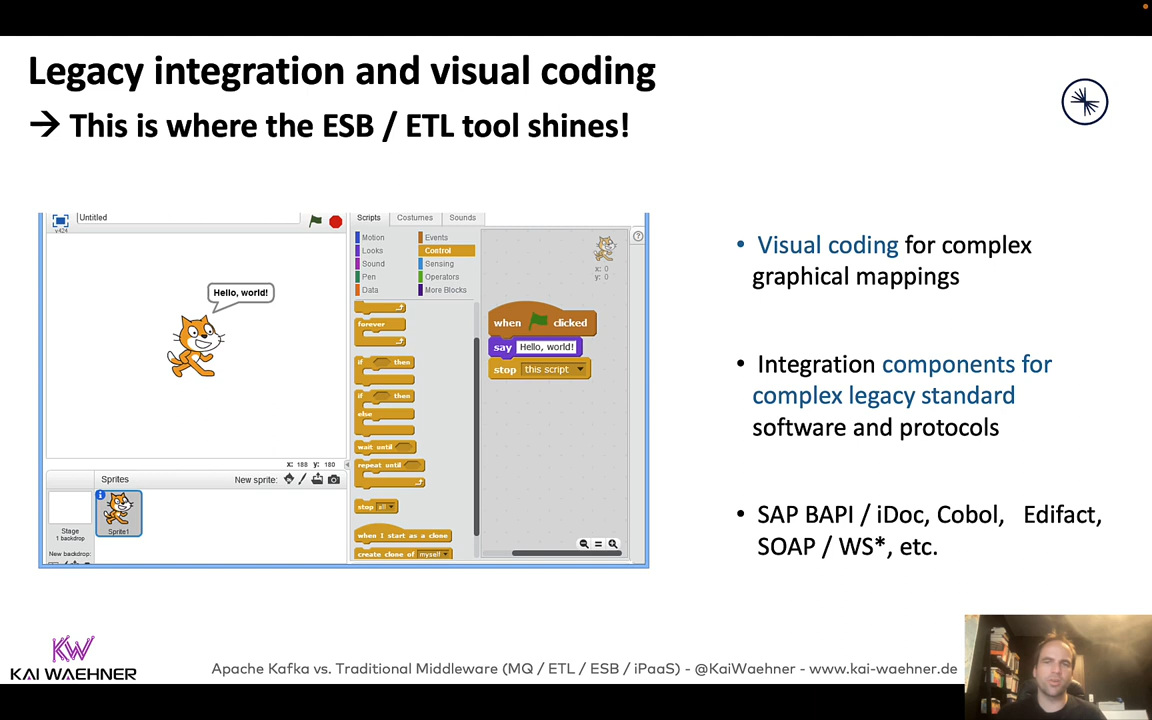 Legacy integration and visual coding
→ This is where the ESB / ETL tool shines!
Untitled
v424
Scripts Costumes Sounds
Motion Events
Looks Control
Sound Sensing
Pen Operators
Data More Blocks
Hello, world!
forever
if then
if then
else
wait until
repeat until
stop all
when I start as a clone
create clone of myself
x: 0
y: 0
when clicked
say Hello, world!
stop this script
x: 188 y: 180
Sprites New sprite:
Stage
1 backdrop
New backdrop:
Sprite1
• Visual coding for complex
graphical mappings
• Integration components for
complex legacy standard
software and protocols
• SAP BAPI / iDoc, Cobol, Edifact,
SOAP / WS*, etc.
KW
KAI WAEHNER
Apache Kafka vs. Traditional Middleware (MQ / ETL / ESB / iPaaS) - @KaiWaehner - www.kai-waehner.de